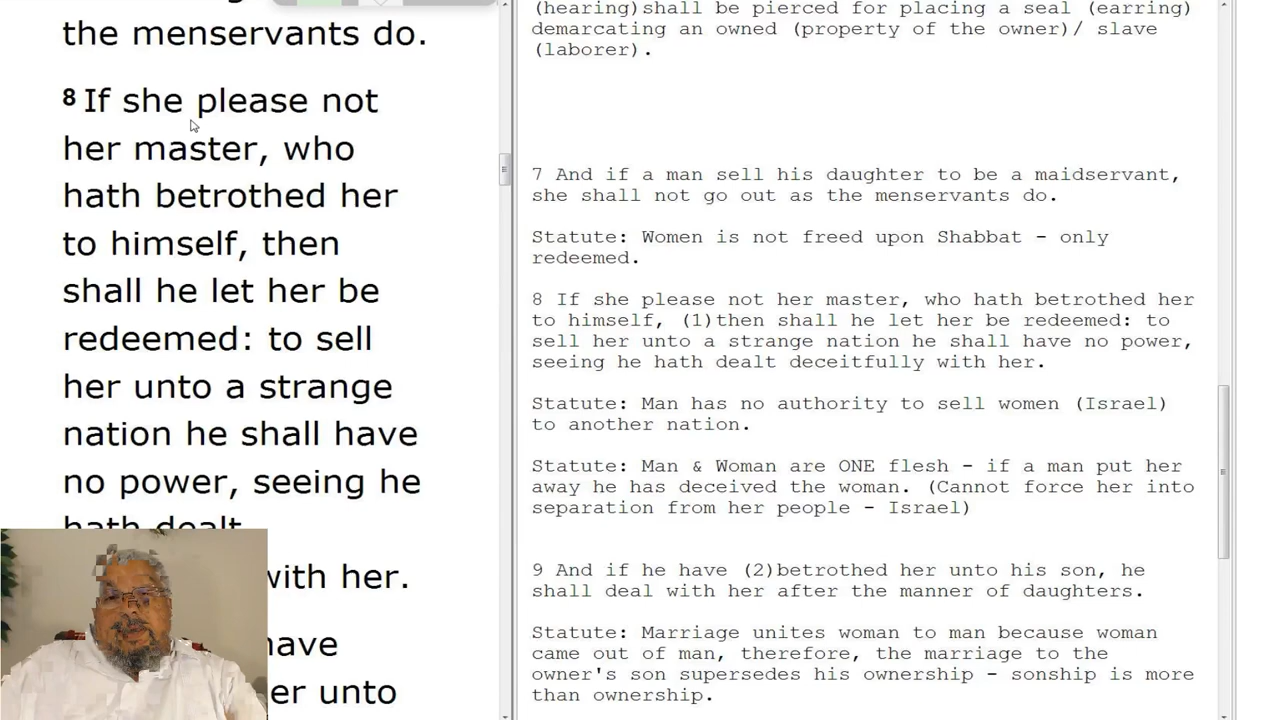 the menservants do.
8 If she please not
her master, who
hath betrothed her
to himself, then
shall he let her be
redeemed: to sell
her unto a strange
nation he shall have
no power, seeing he
hath dealt
with her.
have
er unto
(hearing)shall be pierced for placing a seal (earring)
demarcating an owned (property of the owner)/ slave
(laborer).
7 And if a man sell his daughter to be a maidservant,
she shall not go out as the menservants do.
Statute: Women is not freed upon Shabbat - only
redeemed.
8 If she please not her master, who hath betrothed her
to himself, (1)then shall he let her be redeemed: to
sell her unto a strange nation he shall have no power,
seeing he hath dealt deceitfully with her.
Statute: Man has no authority to sell women (Israel)
to another nation.
Statute: Man & Woman are ONE flesh - if a man put her
away he has deceived the woman. (Cannot force her into
separation from her people - Israel)
9 And if he have (2)betrothed her unto his son, he
shall deal with her after the manner of daughters.
Statute: Marriage unites woman to man because woman
came out of man, therefore, the marriage to the
owner's son supersedes his ownership - sonship is more
than ownership.